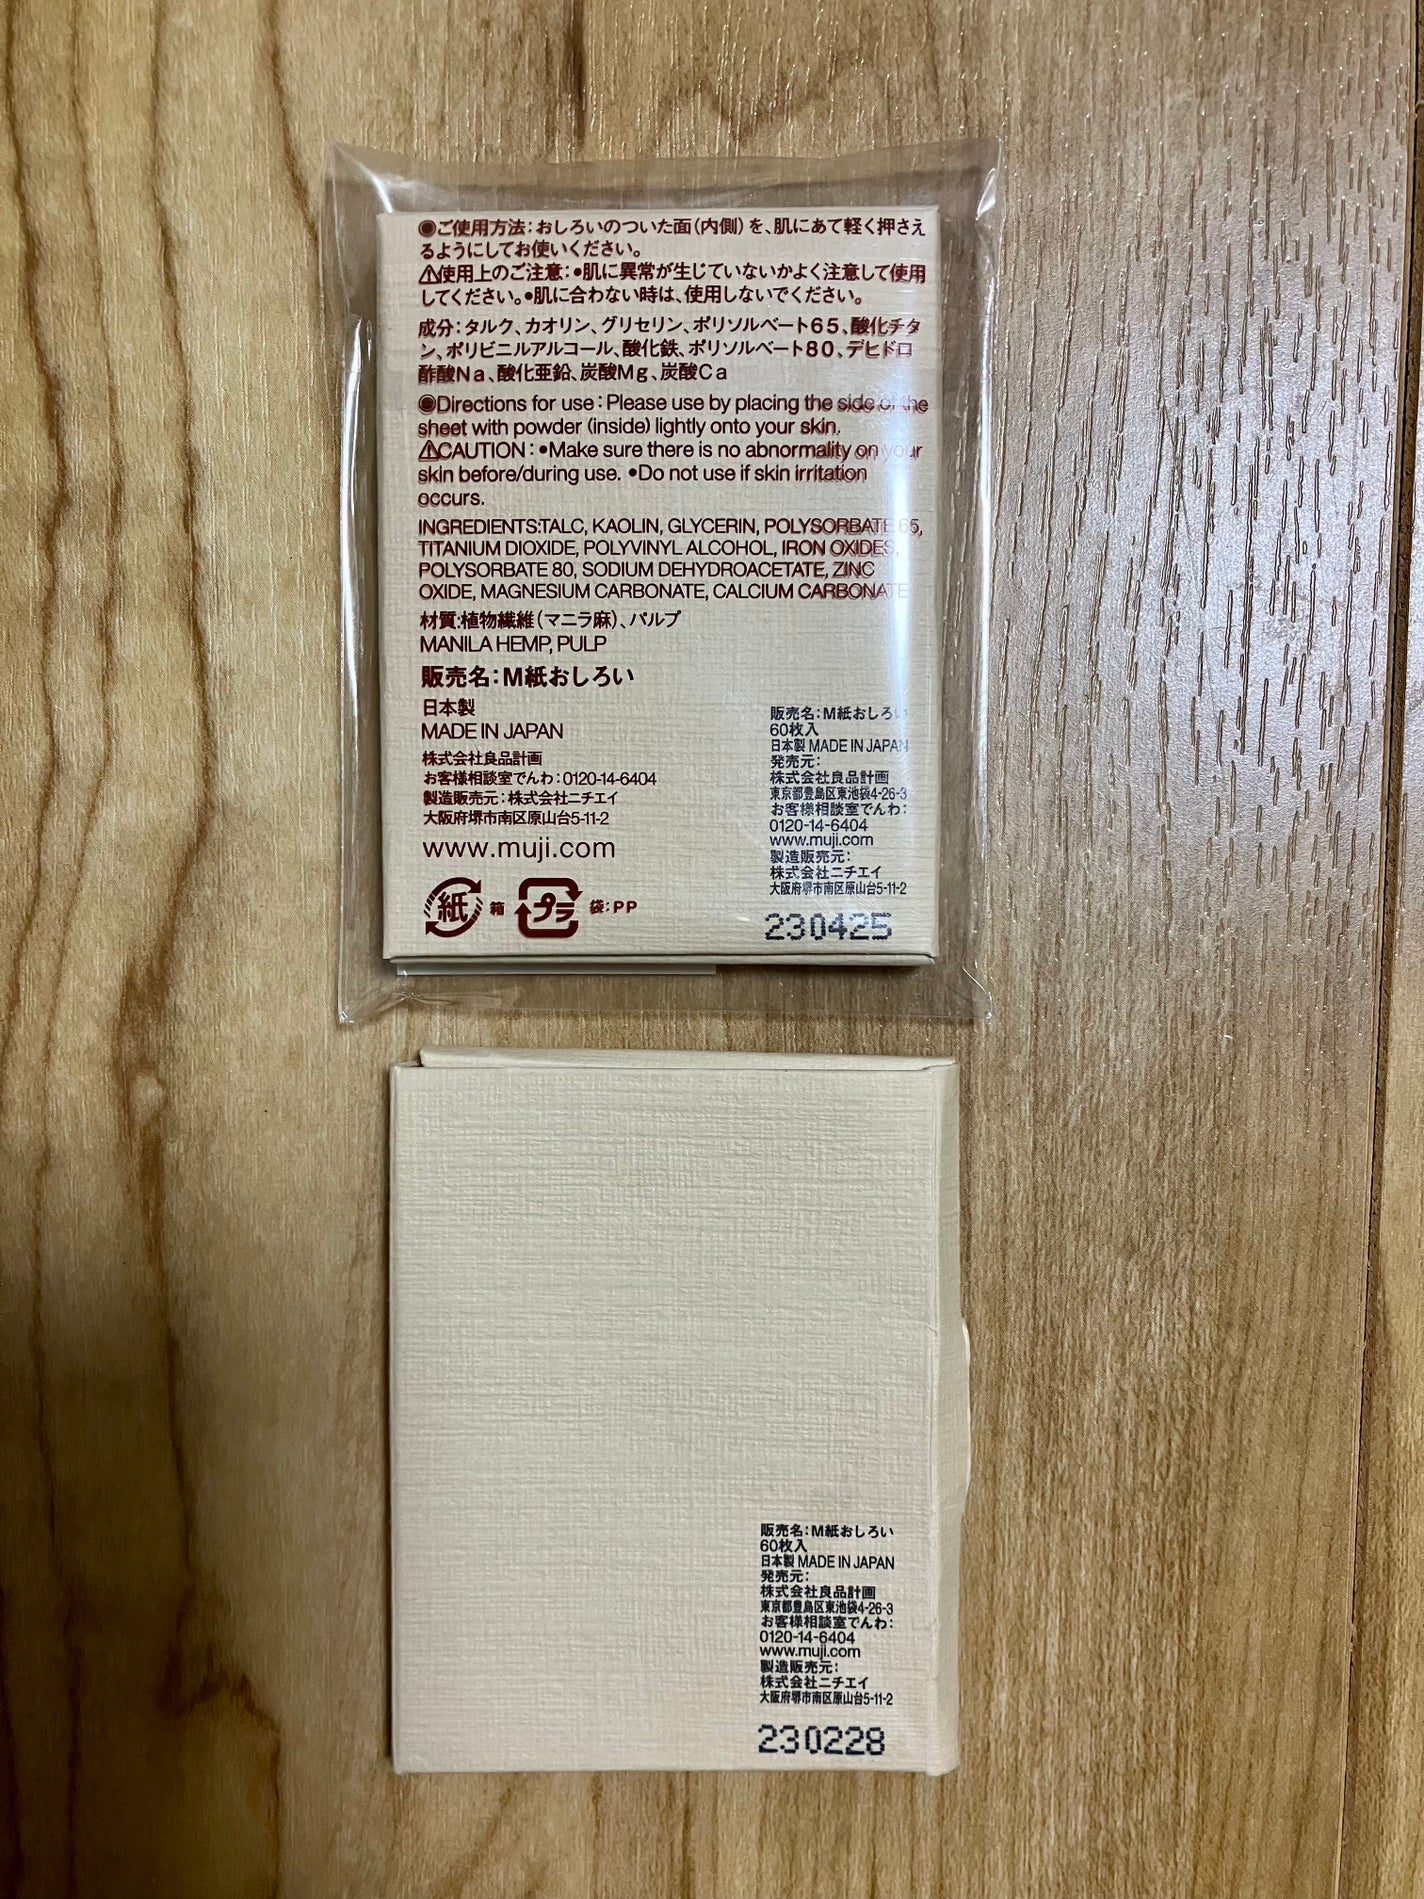 ◉ご使用方法：おしろいのついた面（内側）を、肌にあて軽く押さえ
るようにしてお使いください。
⚠使用上のご注意：•肌に異常が生じていないかよく注意して使用
してください。•肌に合わない時は、使用しないでください。
成分：タルク、カオリン、グリセリン、ポリソルベート６５、酸化チタ
ン、ポリビニルアルコール、酸化鉄、ポリソルベート８０、デヒドロ
酢酸Ｎａ、酸化亜鉛、炭酸Ｍｇ、炭酸Ｃａ
◉Directions for use：Please use by placing the side of the
sheet with powder (inside) lightly onto your skin.
⚠CAUTION：•Make sure there is no abnormality on your
skin before/during use. •Do not use if skin irritation
occurs.
INGREDIENTS:TALC, KAOLIN, GLYCERIN, POLYSORBATE 65,
TITANIUM DIOXIDE, POLYVINYL ALCOHOL, IRON OXIDES,
POLYSORBATE 80, SODIUM DEHYDROACETATE, ZINC
OXIDE, MAGNESIUM CARBONATE, CALCIUM CARBONATE
材質:植物繊維（マニラ麻）、パルプ
MANILA HEMP, PULP
販売名：M紙おしろい
日本製
MADE IN JAPAN
株式会社良品計画
お客様相談室でんわ：0120-14-6404
製造販売元：株式会社ニチエイ
大阪府堺市南区原山台5-11-2
www.muji.com
紙 箱 プラ 袋：PP
販売名：M紙おしろい
60枚入
日本製 MADE IN JAPAN
発売元：
株式会社良品計画
東京都豊島区東池袋4-26-3
お客様相談室でんわ：
0120-14-6404
www.muji.com
製造販売元：
株式会社ニチエイ
大阪府堺市南区原山台5-11-2
230425
販売名：M紙おしろい
60枚入
日本製 MADE IN JAPAN
発売元：
株式会社良品計画
東京都豊島区東池袋4-26-3
お客様相談室でんわ：
0120-14-6404
www.muji.com
製造販売元：
株式会社ニチエイ
大阪府堺市南区原山台5-11-2
230228